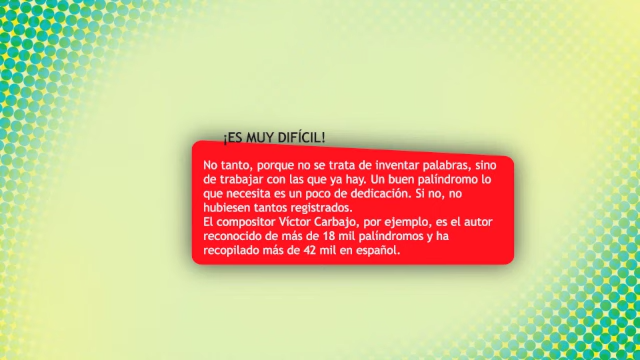 ¡ES MUY DIFÍCIL!
No tanto, porque no se trata de inventar palabras, sino
de trabajar con las que ya hay. Un buen palíndromo lo
que necesita es un poco de dedicación. Si no, no
hubiesen tantos registrados.
El compositor Víctor Carbajo, por ejemplo, es el autor
reconocido de más de 18 mil palíndromos y ha
recopilado más de 42 mil en español.